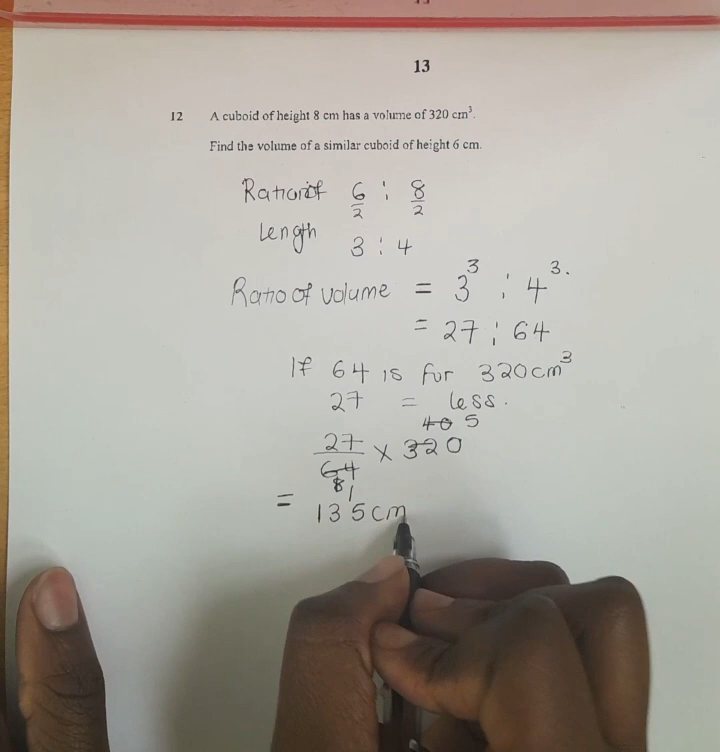 13
12 A cuboid of height 8 cm has a volume of 320 cm³.
Find the volume of a similar cuboid of height 6 cm.
Ratio of 6/2 : 8/2
Length 3 : 4
Ratio of volume = 3³ : 4³.
= 27 : 64
If 64 is for 320cm³
27 = less.
40 5
27/64 × 320
8 1
= 135cm